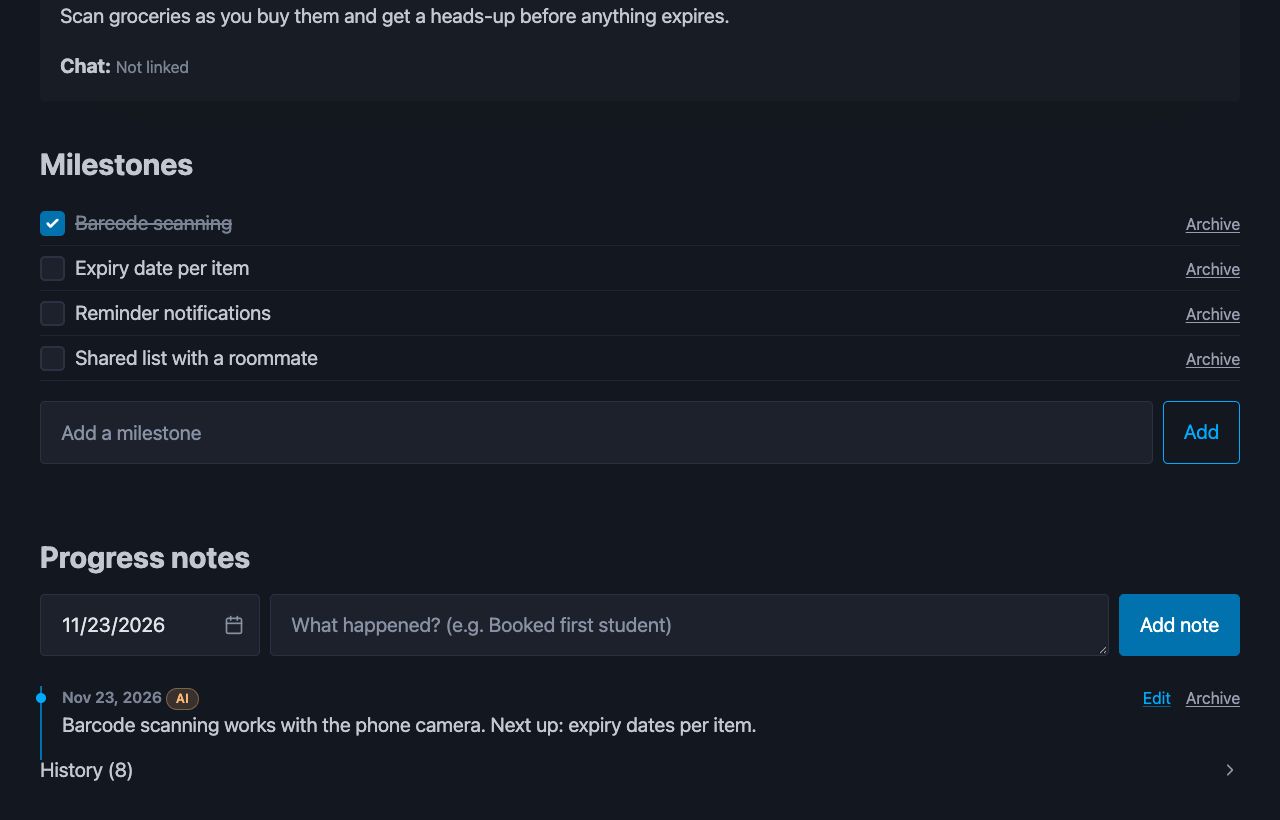 Scan groceries as you buy them and get a heads-up before anything expires.
Chat: Not linked
Milestones
Barcode scanning Archive
Expiry date per item Archive
Reminder notifications Archive
Shared list with a roommate Archive
Add a milestone Add
Progress notes
11/23/2026 What happened? (e.g. Booked first student) Add note
Nov 23, 2026 AI Edit Archive
Barcode scanning works with the phone camera. Next up: expiry dates per item.
History (8)